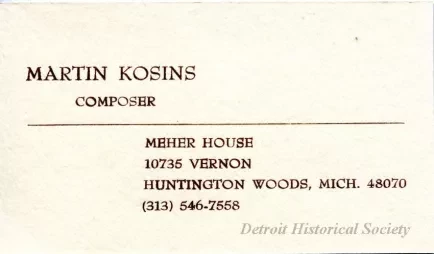 MARTIN KOSINS
COMPOSER
MEHER HOUSE
10735 VERNON
HUNTINGTON WOODS, MICH. 48070
(313) 546-7558
Detroit Historical Society